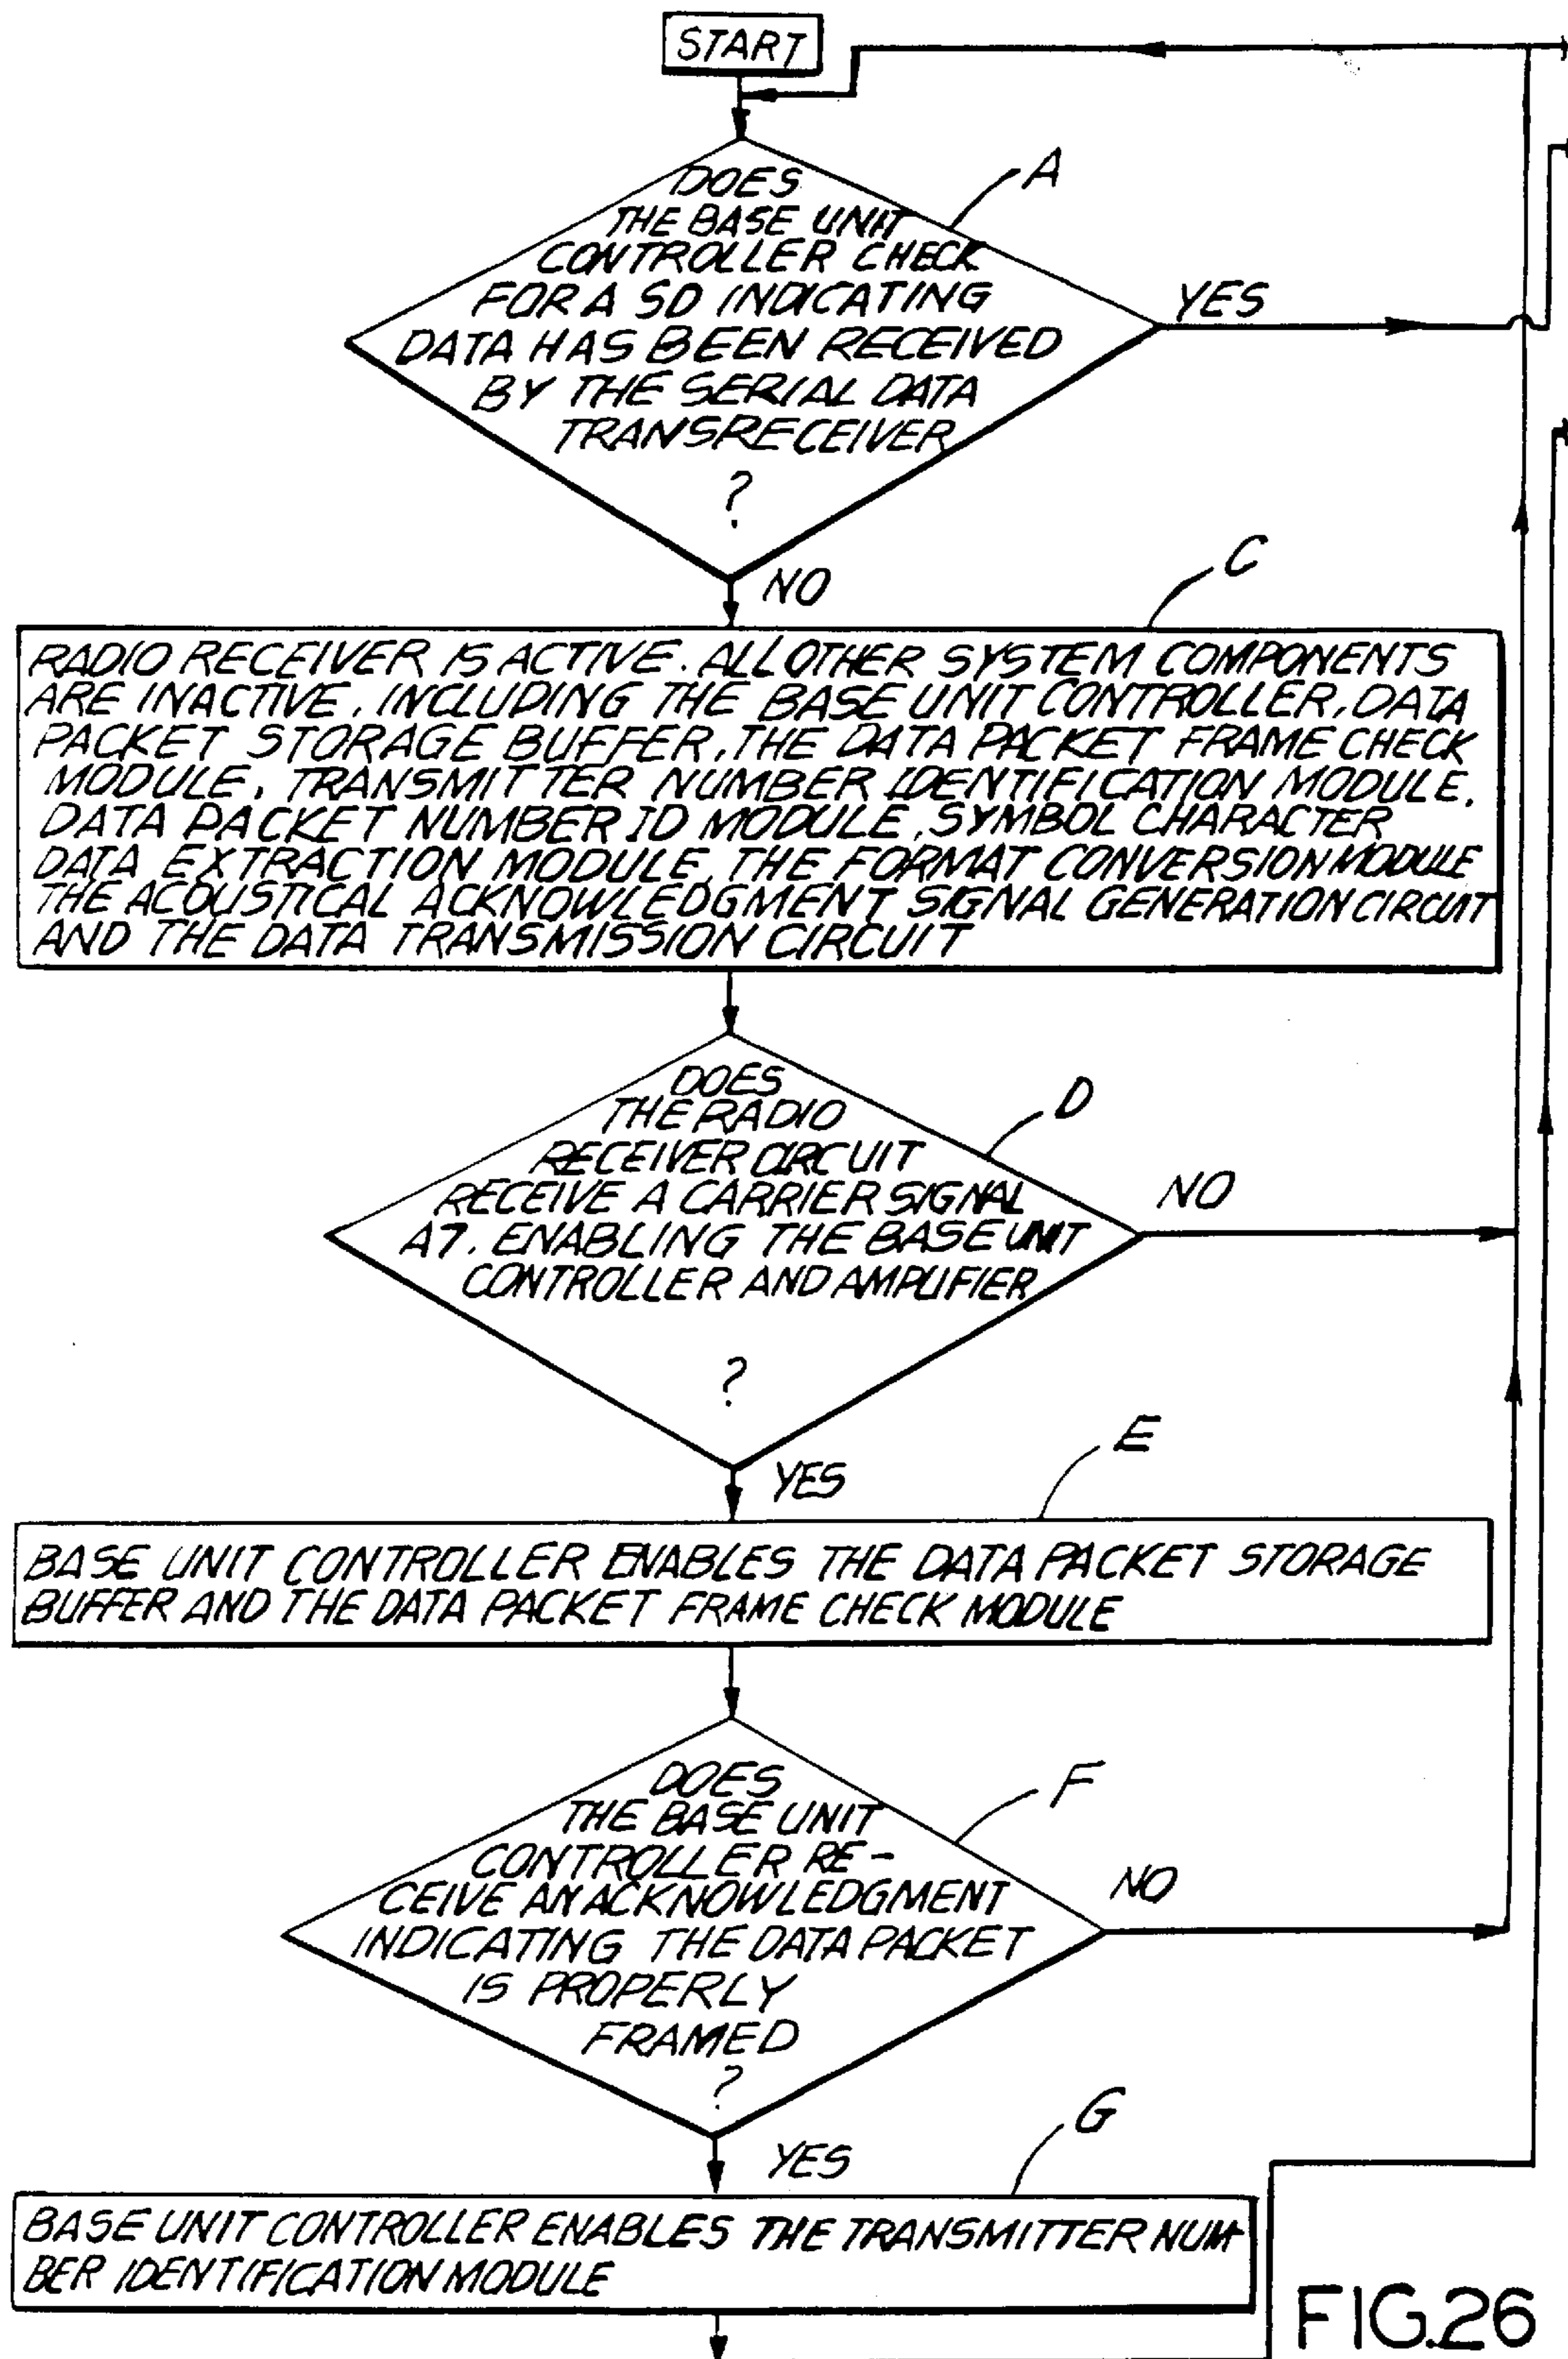 START
A
DOES
THE BASE UNIT
CONTROLLER CHECK
FOR A SD INDICATING
DATA HAS BEEN RECEIVED
BY THE SERIAL DATA
TRANSRECEIVER
?
YES
NO
C
RADIO RECEIVER IS ACTIVE. ALL OTHER SYSTEM COMPONENTS
ARE INACTIVE, INCLUDING THE BASE UNIT CONTROLLER, DATA
PACKET STORAGE BUFFER, THE DATA PACKET FRAME CHECK
MODULE, TRANSMITTER NUMBER IDENTIFICATION MODULE,
DATA PACKET NUMBER ID MODULE, SYMBOL CHARACTER
DATA EXTRACTION MODULE, THE FORMAT CONVERSION MODULE
THE ACOUSTICAL ACKNOWLEDGMENT SIGNAL GENERATION CIRCUIT
AND THE DATA TRANSMISSION CIRCUIT
D
DOES
THE RADIO
RECEIVER CIRCUIT
RECEIVE A CARRIER SIGNAL
A7. ENABLING THE BASE UNIT
CONTROLLER AND AMPLIFIER
?
NO
YES
E
BASE UNIT CONTROLLER ENABLES THE DATA PACKET STORAGE
BUFFER AND THE DATA PACKET FRAME CHECK MODULE
F
DOES
THE BASE UNIT
CONTROLLER RE-
CEIVE AN ACKNOWLEDGMENT
INDICATING THE DATA PACKET
IS PROPERLY
FRAMED
?
NO
YES
G
BASE UNIT CONTROLLER ENABLES THE TRANSMITTER NUM-
BER IDENTIFICATION MODULE
FIG.26